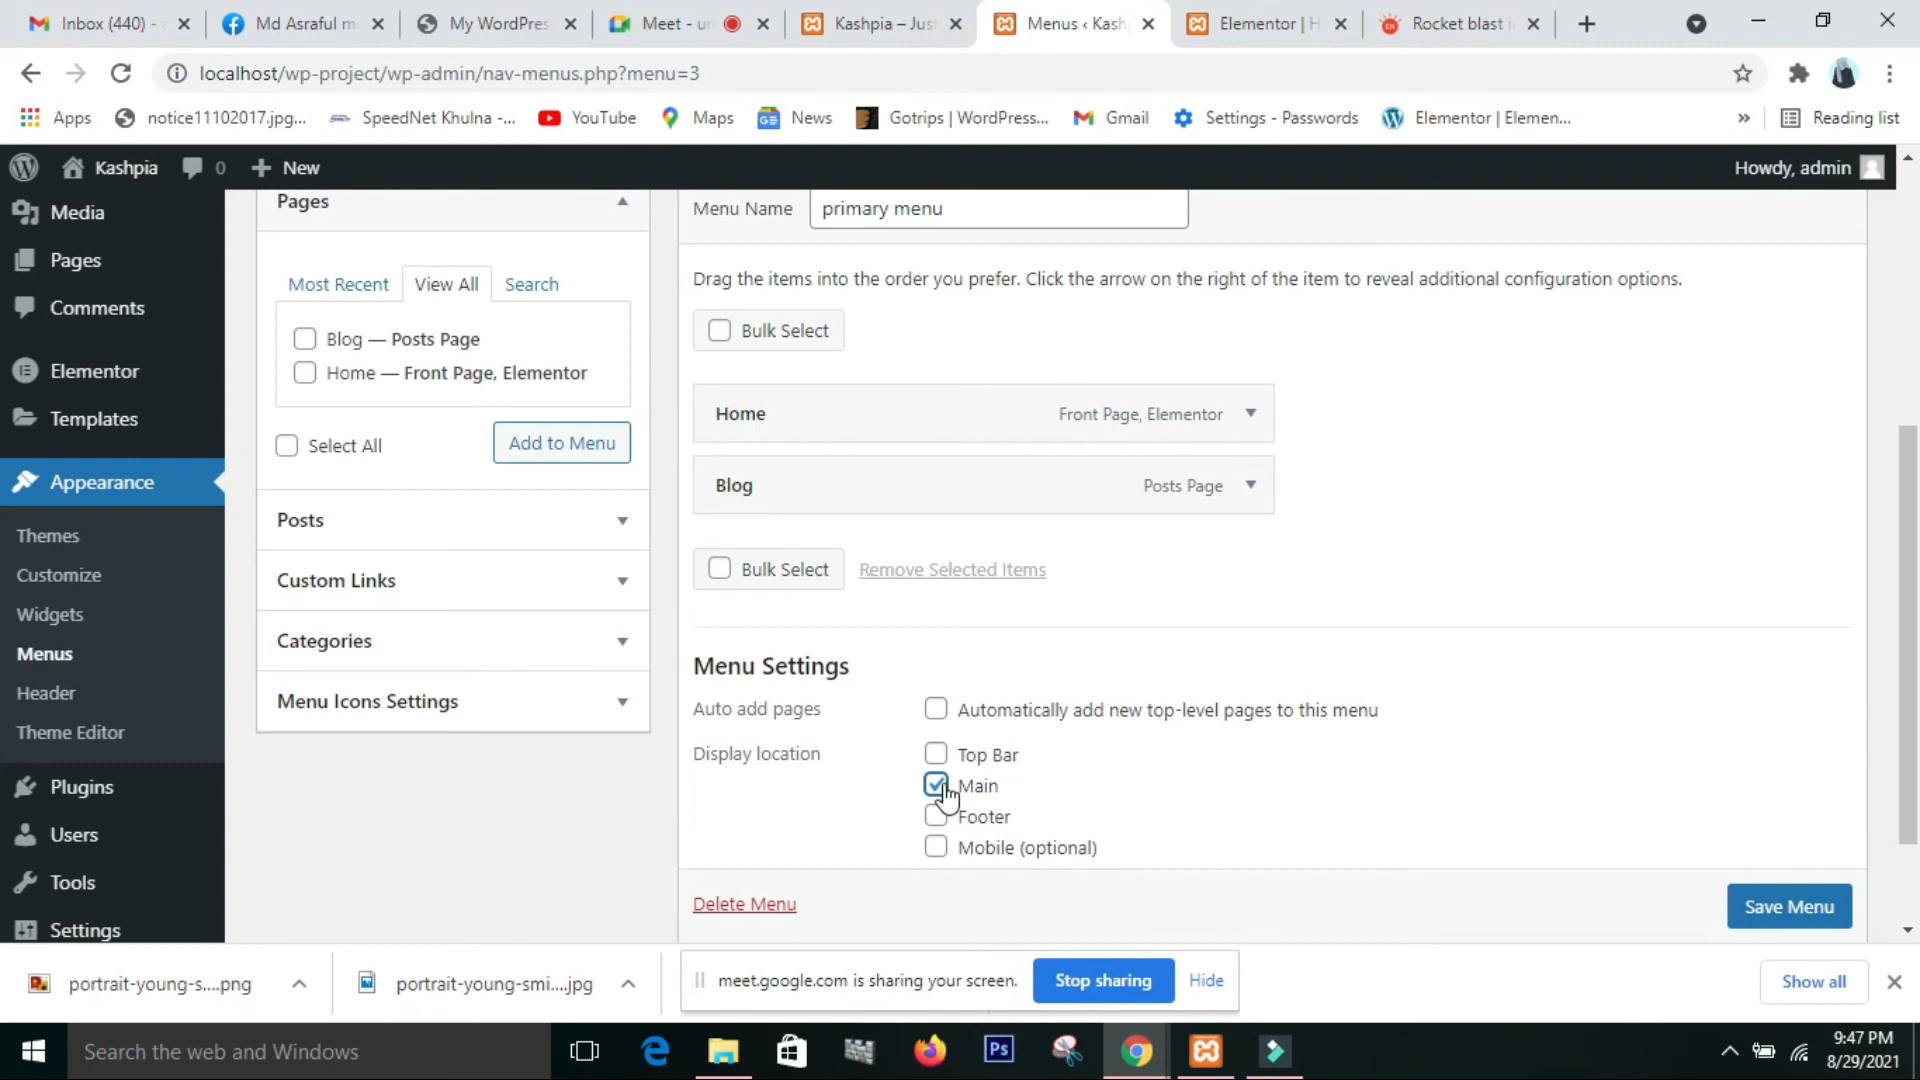 Inbox (440) -
Md Asraful m
My WordPres
Meet - un
Kashpia – Jus
Menus ‹ Kash
Elementor | H
Rocket blast i
localhost/wp-project/wp-admin/nav-menus.php?menu=3
Apps
notice11102017.jpg...
SpeedNet Khulna -...
YouTube
Maps
News
Gotrips | WordPress...
Gmail
Settings - Passwords
Elementor | Elemen...
»
Reading list
Kashpia
0
New
Howdy, admin
Media
Pages
Comments
Elementor
Templates
Appearance
Themes
Customize
Widgets
Menus
Header
Theme Editor
Plugins
Users
Tools
Settings
Pages
Most Recent
View All
Search
Blog — Posts Page
Home — Front Page, Elementor
Select All
Add to Menu
Posts
Custom Links
Categories
Menu Icons Settings
Menu Name
primary menu
Drag the items into the order you prefer. Click the arrow on the right of the item to reveal additional configuration options.
Bulk Select
Home
Front Page, Elementor
Blog
Posts Page
Bulk Select
Remove Selected Items
Menu Settings
Auto add pages
Automatically add new top-level pages to this menu
Display location
Top Bar
Main
Footer
Mobile (optional)
Delete Menu
Save Menu
portrait-young-s....png
portrait-young-smi....jpg
meet.google.com is sharing your screen.
Stop sharing
Hide
Show all
Search the web and Windows
Ps
9:47 PM
8/29/2021